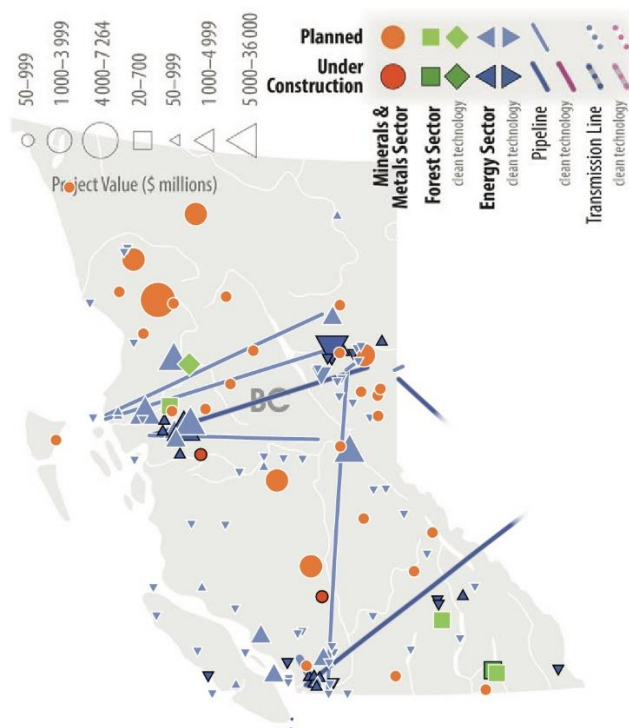 Planned
Under
Construction
Minerals &
Metals Sector
Forest Sector
clean technology
Energy Sector
clean technology
Pipeline
clean technology
Transmission Line
clean technology
50–999
1 000–3 999
4 000–7 264
20–700
50–999
1 000–4 999
5 000–36 000
Project Value ($ millions)
BC